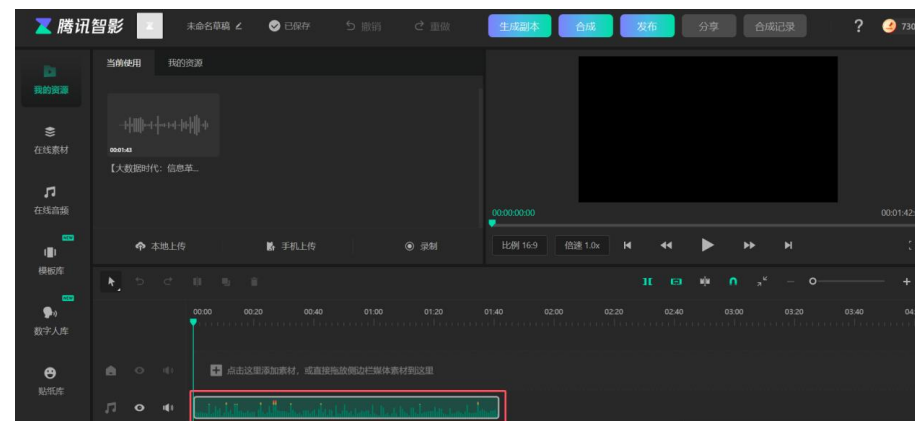 腾讯智影
未命名草稿
已保存
撤消
重做
生成副本
合成
发布
分享
合成记录
?
730
我的资源
在线素材
在线音频
NEW
模板库
NEW
数字人库
贴纸库
当前使用
我的资源
00:01:43
【大数据时代：信息革...
本地上传
手机上传
录制
00:00:00:00
00:01:42:
比例 16:9
倍速 1.0x
00:00
00:20
00:40
01:00
01:20
01:40
02:00
02:20
02:40
03:00
03:20
03:40
04:
点击这里添加素材，或直接拖放侧边栏媒体素材到这里